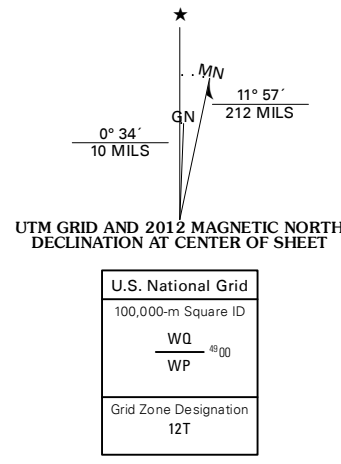 MN
GN
11° 57´
212 MILS
0° 34´
10 MILS
UTM GRID AND 2012 MAGNETIC NORTH
DECLINATION AT CENTER OF SHEET
U.S. National Grid
100,000-m Square ID
WQ
4900
WP
Grid Zone Designation
12T